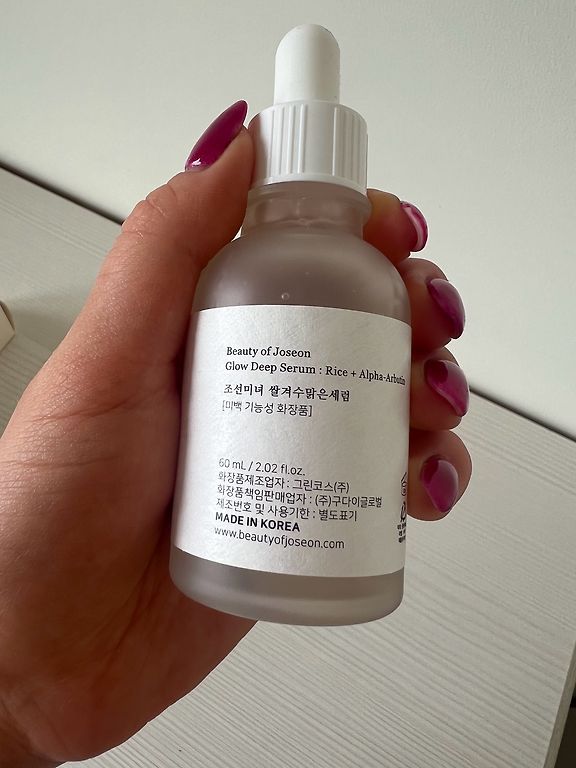 Beauty of Joseon
Glow Deep Serum : Rice + Alpha-Arbutin
조선미녀 쌀겨수맑은세럼
[미백 기능성 화장품]
60 mL / 2.02 fl.oz.
화장품제조업자 : 그린코스(주)
화장품책임판매업자 : (주)구다이글로벌
제조번호 및 사용기한 : 별도표기
MADE IN KOREA
www.beautyofjoseon.com